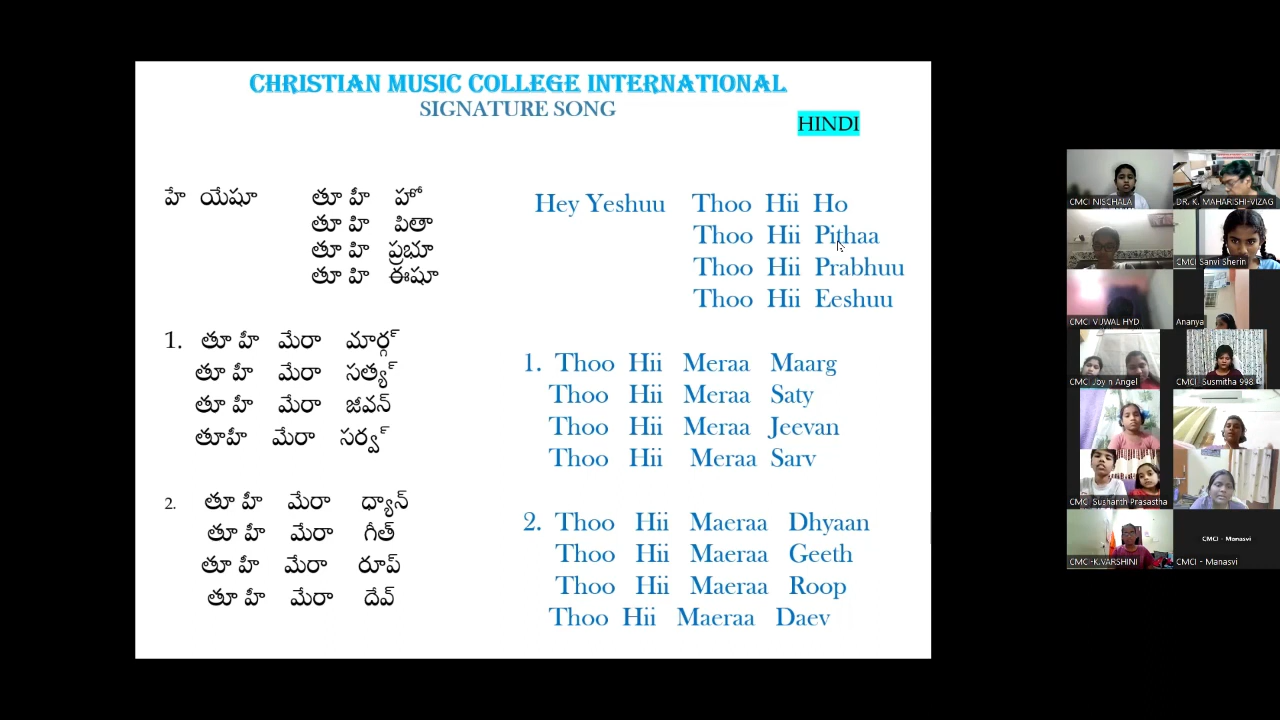 CHRISTIAN MUSIC COLLEGE INTERNATIONAL
SIGNATURE SONG
HINDI
హే యేషూ తూ హి హో
తూ హి పితా
తూ హి ప్రభూ
తూ హి ఈషూ
1. తూ హీ మేరా మార్గ్
తూ హీ మేరా సత్య్
తూ హీ మేరా జీవన్
తూహీ మేరా సర్వ్
2. తూ హీ మేరా ధ్యాన్
తూ హీ మేరా గీత్
తూ హీ మేరా రూప్
తూ హీ మేరా దేవ్
Hey Yeshuu Thoo Hii Ho
Thoo Hii Pithaa
Thoo Hii Prabhuu
Thoo Hii Eeshuu
1. Thoo Hii Meraa Maarg
Thoo Hii Meraa Saty
Thoo Hii Meraa Jeevan
Thoo Hii Meraa Sarv
2. Thoo Hii Maeraa Dhyaan
Thoo Hii Maeraa Geeth
Thoo Hii Maeraa Roop
Thoo Hii Maeraa Daev
CMCI NISCHALA
DR. K. MAHARISHI-VIZAG
CMCI Sanvi Sherin
CMCI VIJWAL HYD
Ananya
CMCI Joy n Angel
CMCI Susmitha 998
CMCI Sushanth Prasastha
CMCI -K.VARSHINI
CMCI - Manasvi
CMCI - Manasvi